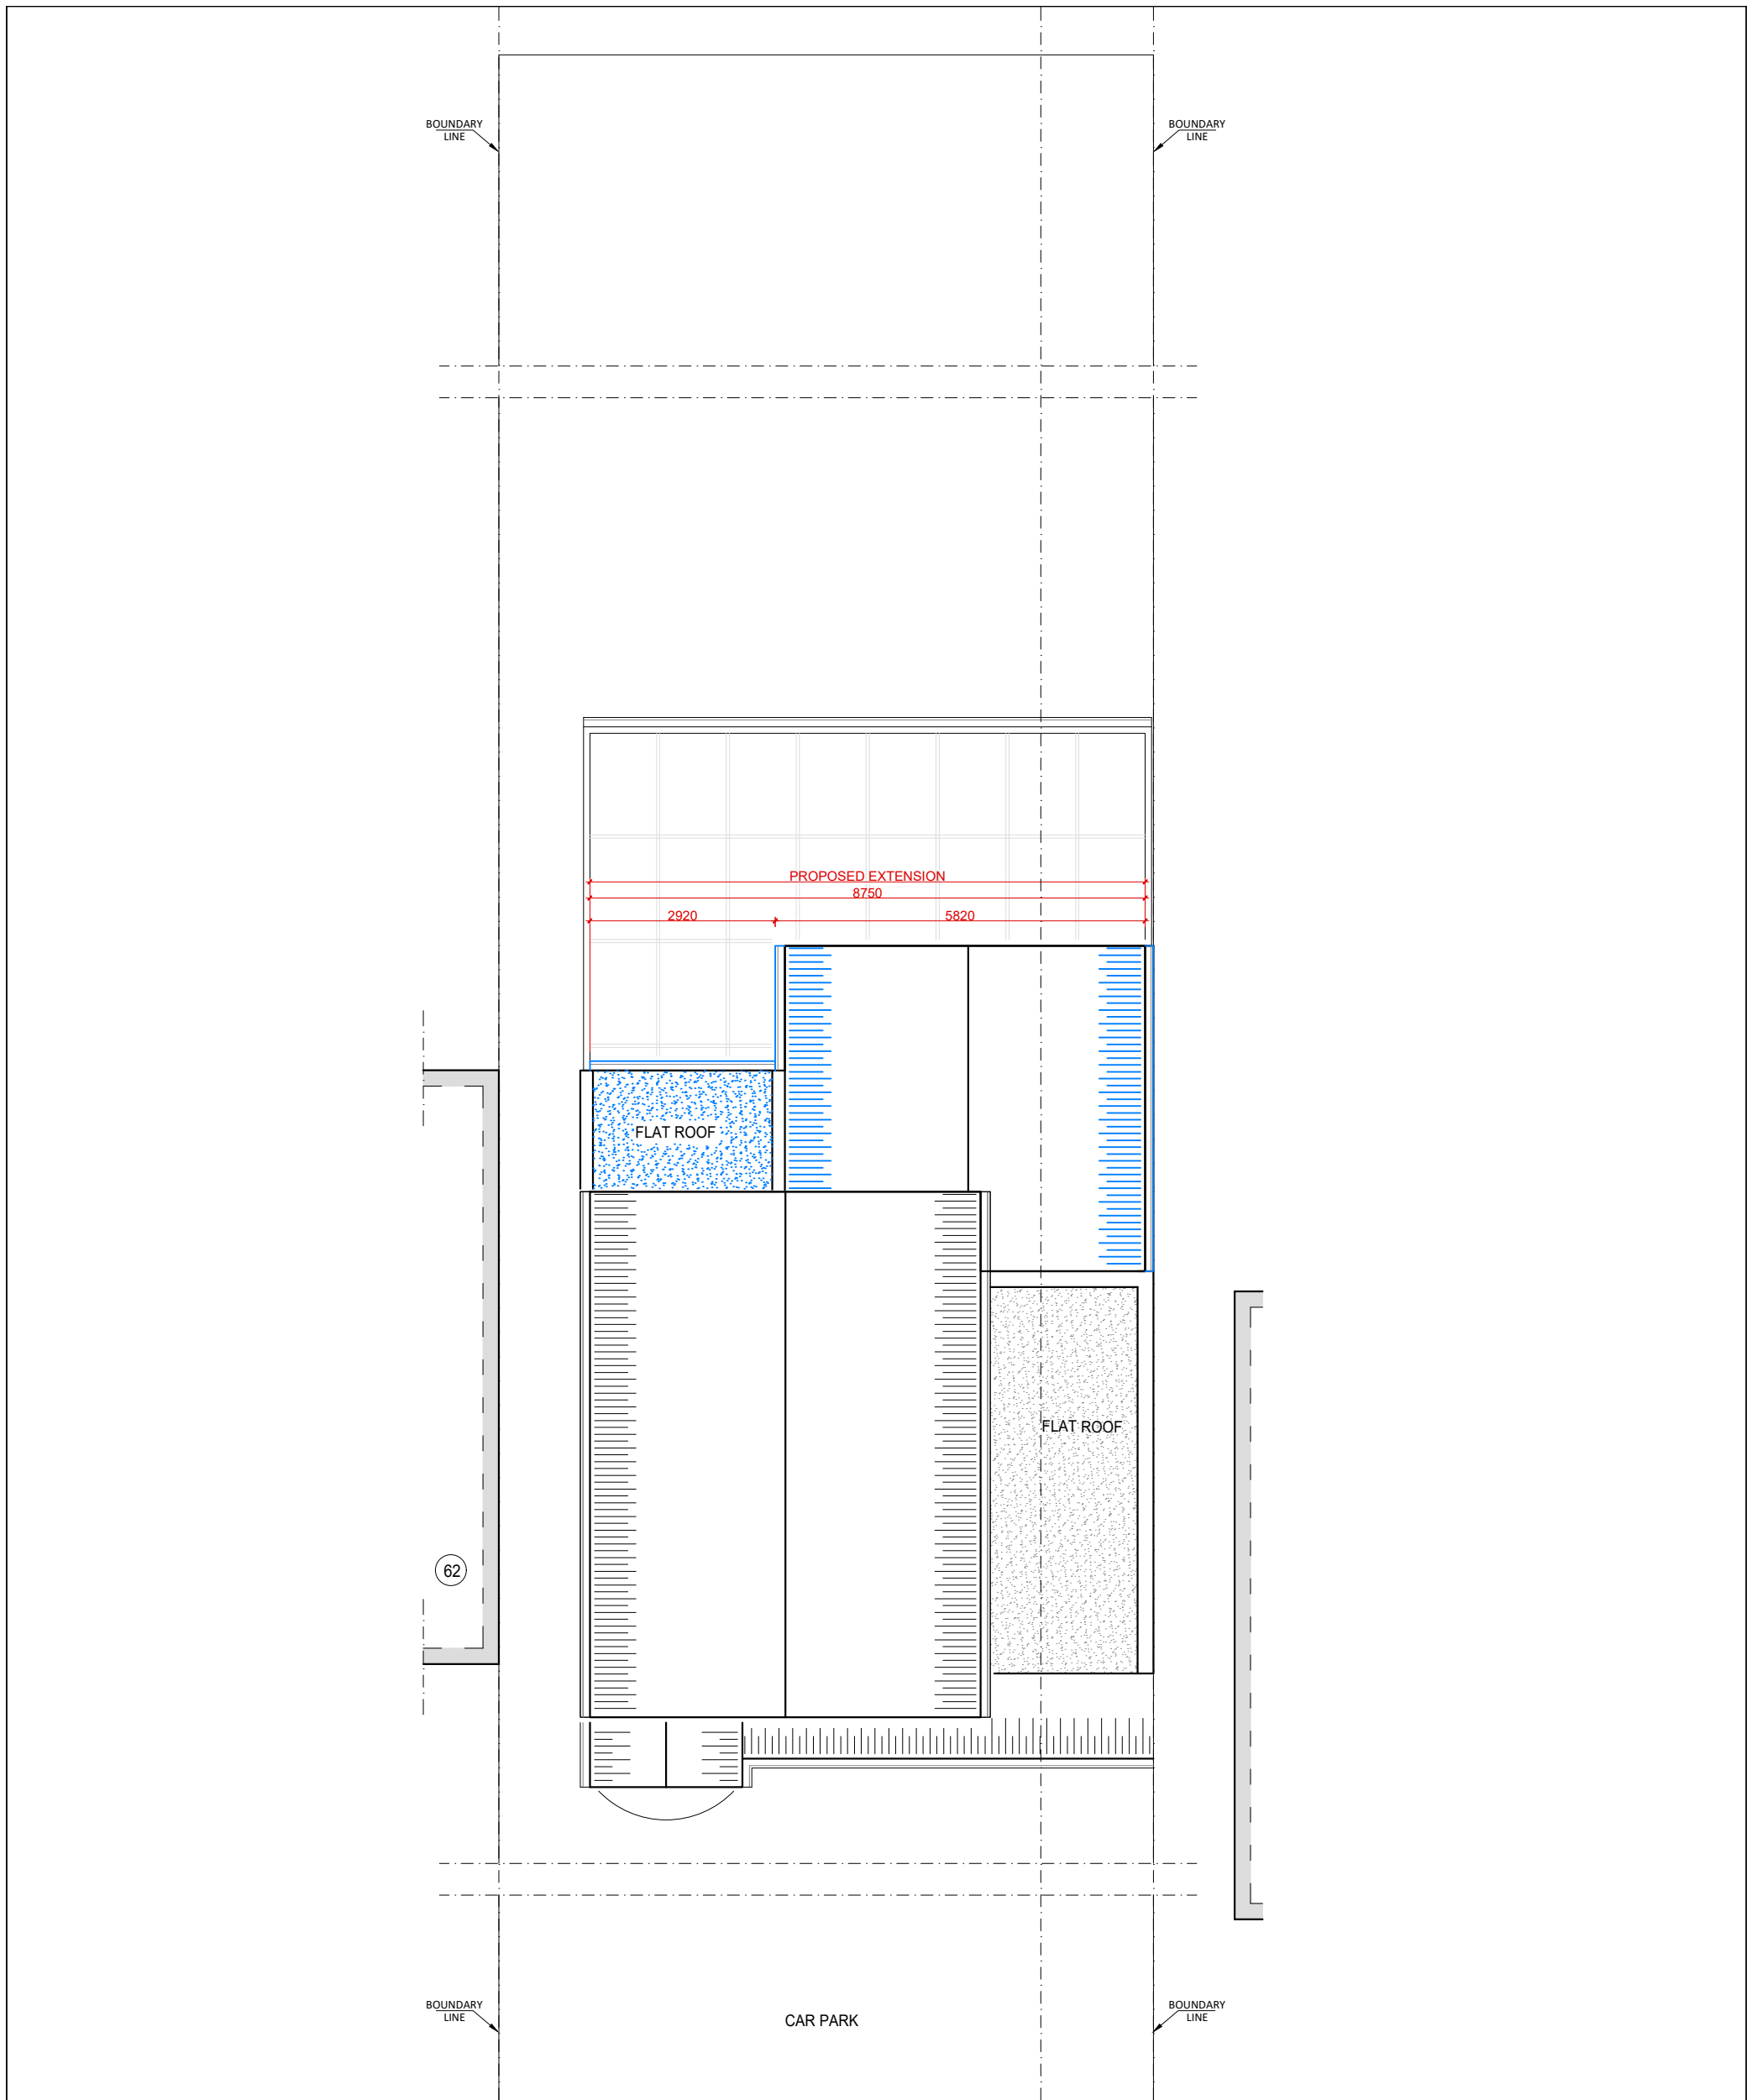 BOUNDARY
LINE
BOUNDARY
LINE
PROPOSED EXTENSION
8750
2920
5820
FLAT ROOF
FLAT ROOF
62
BOUNDARY
LINE
CAR PARK
BOUNDARY
LINE